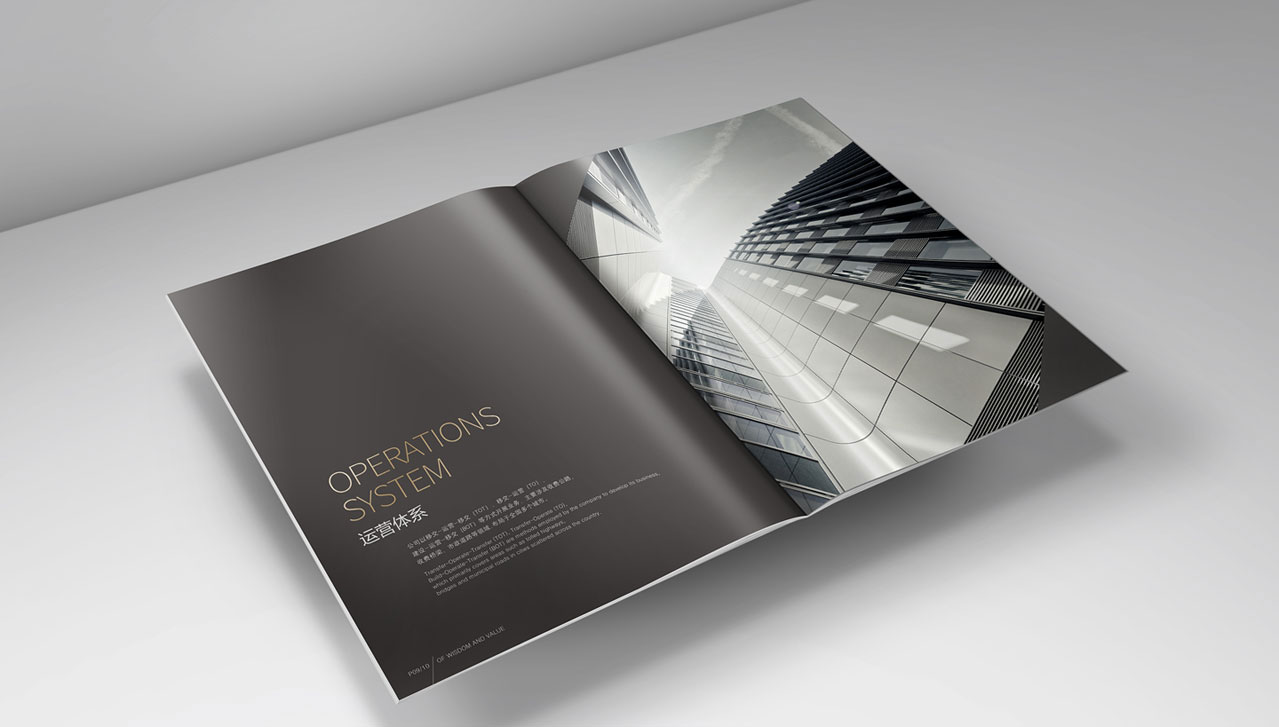 OPERATIONS
SYSTEM
运营体系
公司以移交-运营-移交（TOT）、移交-运营（TO）、
建设-运营-移交（BOT）等方式开展业务，主要涉及收费公路、
收费桥梁、市政道路等领域，布局于全国多个城市。
Transfer-Operate-Transfer (TOT), Transfer-Operate (TO),
Build-Operate-Transfer (BOT) are methods employed by the company to develop its business,
which primarily covers areas such as tolled highways,
bridges and municipal roads in cities scattered across the country.
P09/10 OF WISDOM AND VALUE